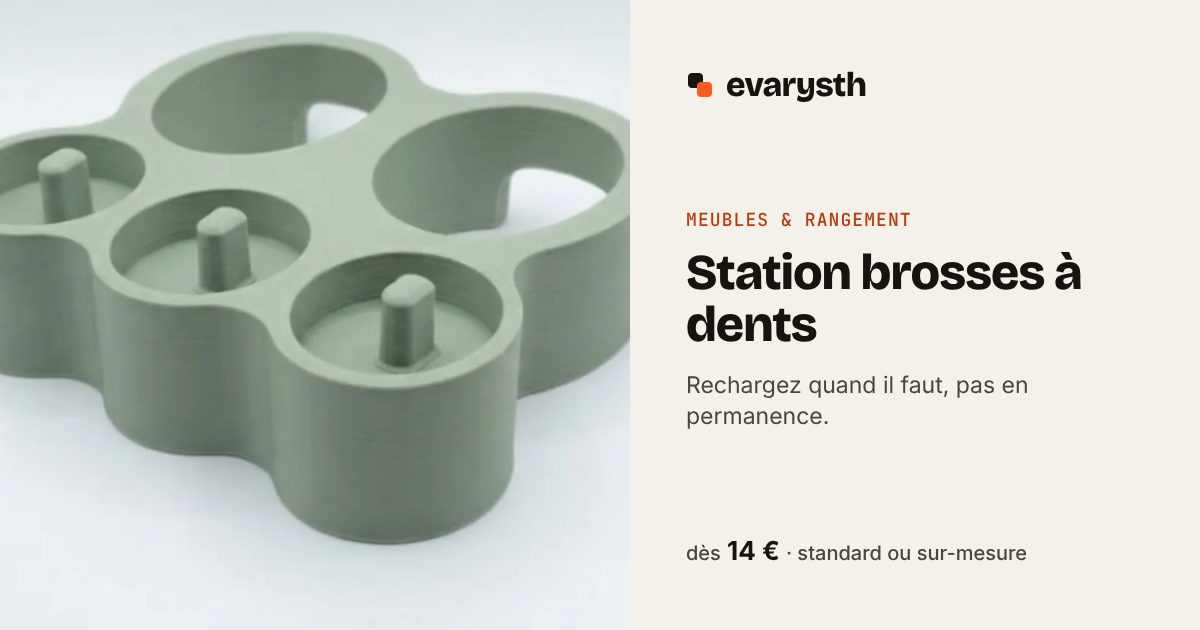 evarysth
MEUBLES & RANGEMENT
Station brosses à
dents
Rechargez quand il faut, pas en
permanence.
dès 14 € · standard ou sur-mesure